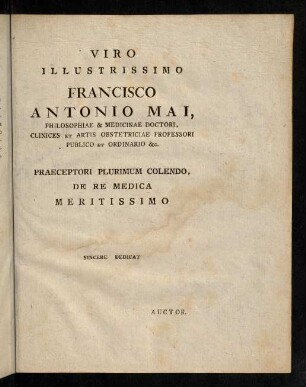 VIRO
ILLUSTRISSIMO
FRANCISCO
ANTONIO MAI,
PHILOSOPHIAE & MEDICINAE DOCTORI,
CLINICES ET ARTIS OBSTETRICIAE PROFESSORI
PUBLICO ET ORDINARIO &c.
PRAECEPTORI PLURIMUM COLENDO,
DE RE MEDICA
MERITISSIMO
SINCERE DEDICAT
AUCTOR.